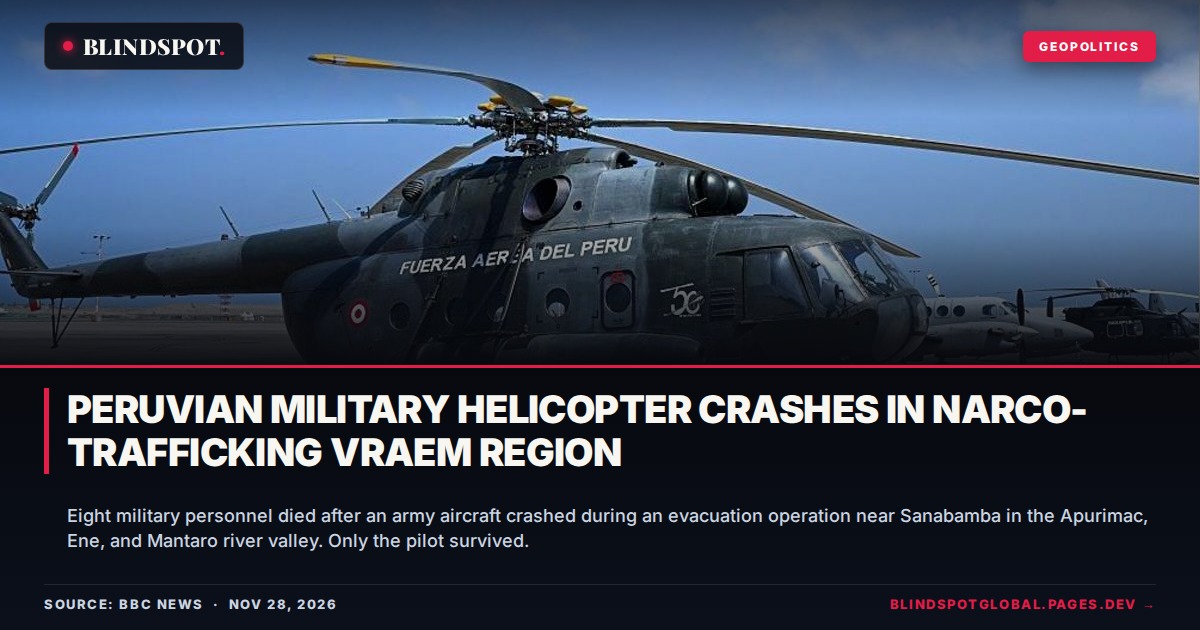 BLINDSPOT.
GEOPOLITICS
FUERZA AEREA DEL PERU
50
PERUVIAN MILITARY HELICOPTER CRASHES IN NARCO-
TRAFFICKING VRAEM REGION
Eight military personnel died after an army aircraft crashed during an evacuation operation near Sanabamba in the Apurimac,
Ene, and Mantaro river valley. Only the pilot survived.
SOURCE: BBC NEWS · NOV 28, 2026
BLINDSPOTGLOBAL.PAGES.DEV →